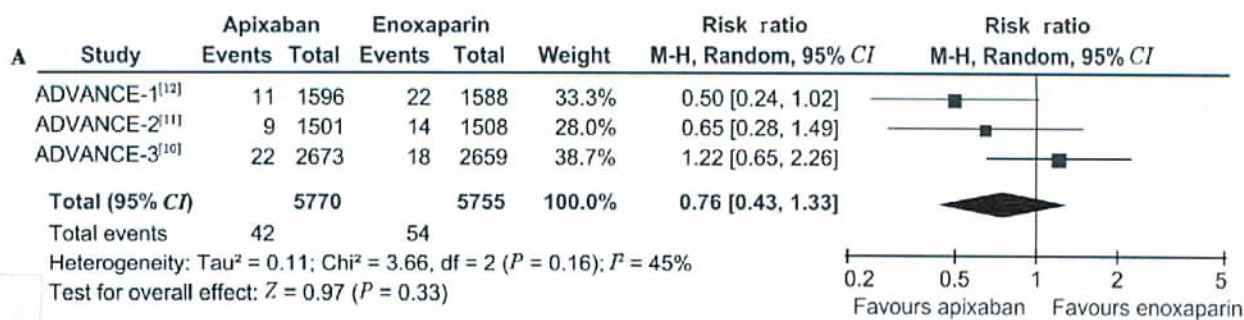 Apixaban Enoxaparin Risk ratio Risk ratio
A Study Events Total Events Total Weight M-H, Random, 95% CI M-H, Random, 95% CI
ADVANCE-1[12] 11 1596 22 1588 33.3% 0.50 [0.24, 1.02]
ADVANCE-2[11] 9 1501 14 1508 28.0% 0.65 [0.28, 1.49]
ADVANCE-3[10] 22 2673 18 2659 38.7% 1.22 [0.65, 2.26]
Total (95% CI) 5770 5755 100.0% 0.76 [0.43, 1.33]
Total events 42 54
Heterogeneity: Tau² = 0.11; Chi² = 3.66, df = 2 (P = 0.16); I² = 45%
Test for overall effect: Z = 0.97 (P = 0.33)
0.2 0.5 1 2 5
Favours apixaban Favours enoxaparin